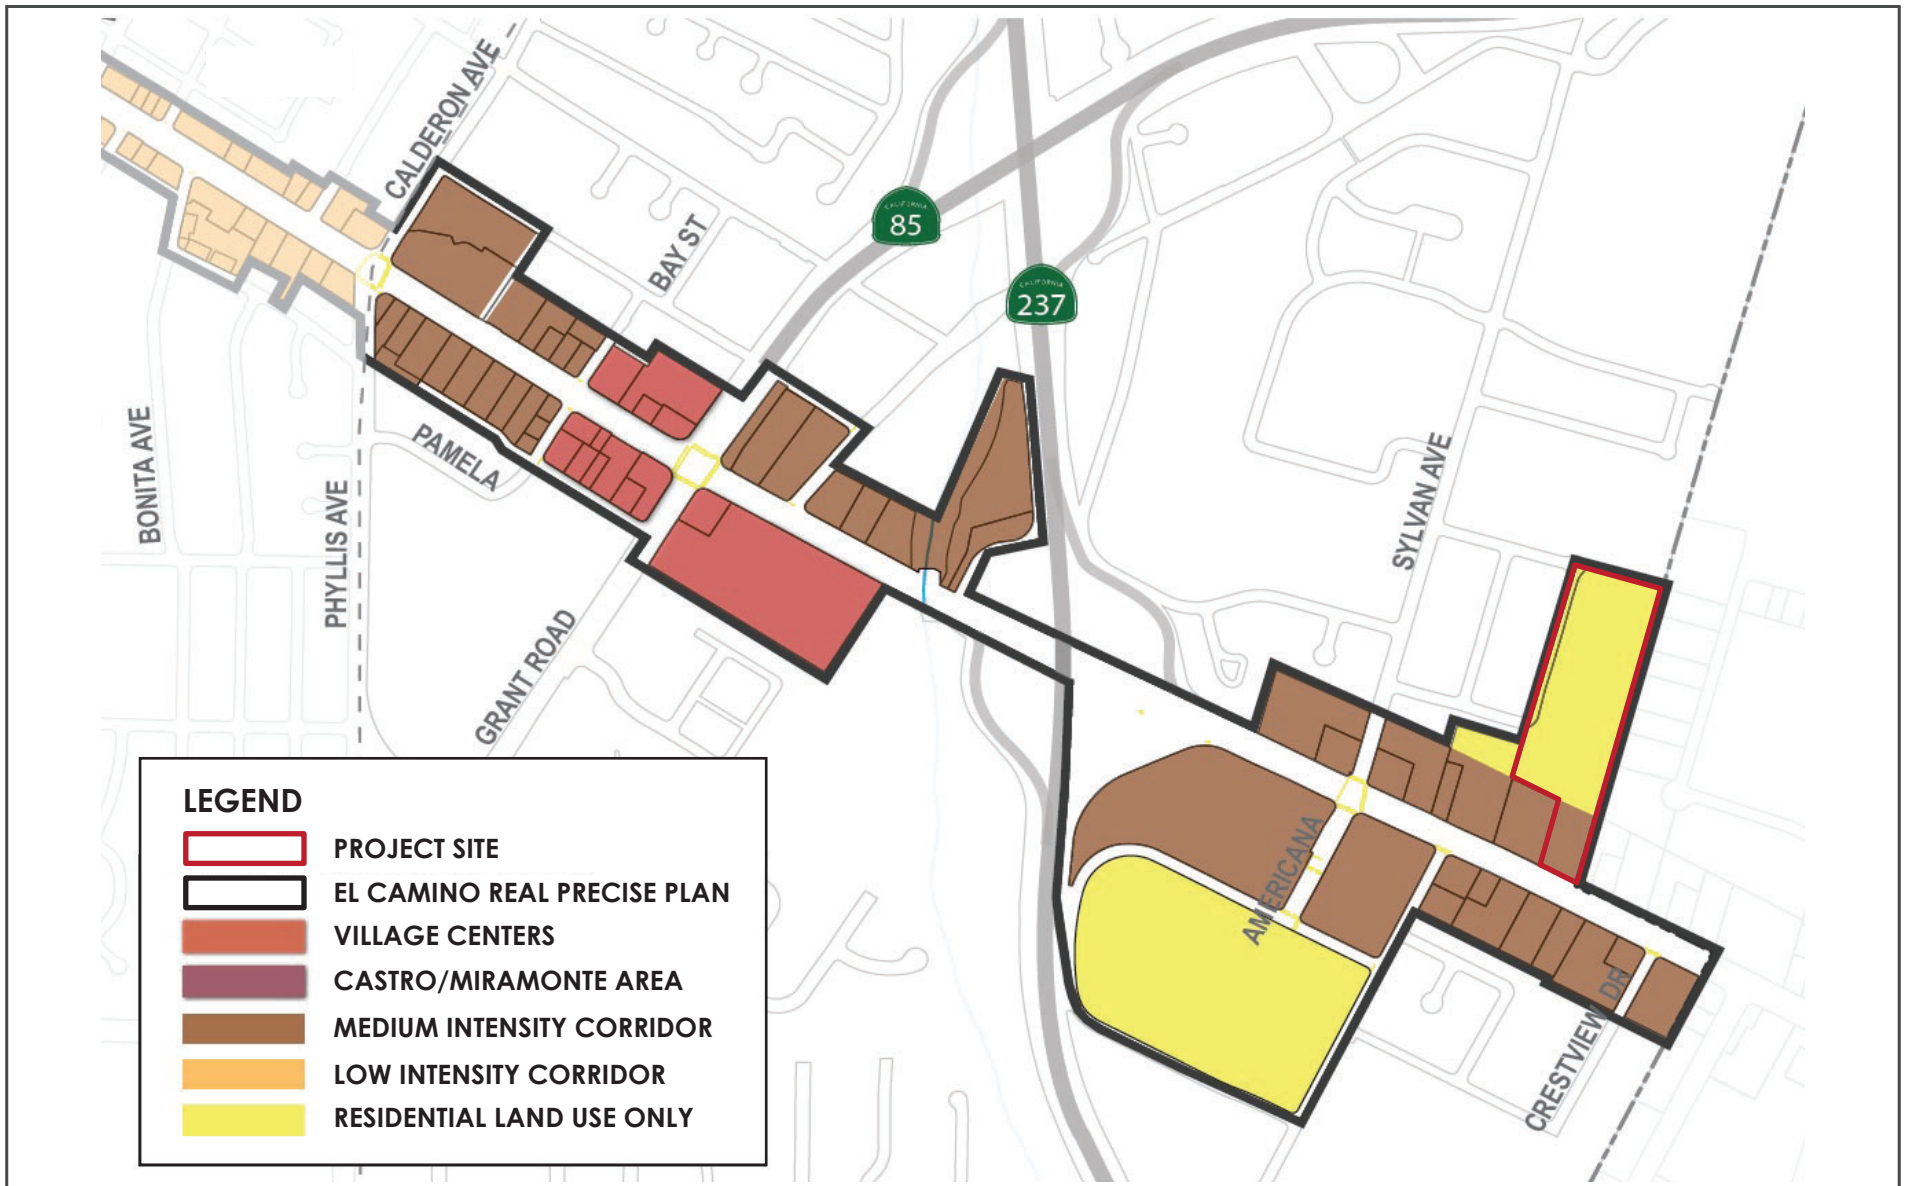 CALDERON AVE
BAY ST
CALIFORNIA
85
CALIFORNIA
237
BONITA AVE
PHYLLIS AVE
PAMELA
GRANT ROAD
SYLVAN AVE
AMERICANA
CRESTVIEW DR
LEGEND
PROJECT SITE
EL CAMINO REAL PRECISE PLAN
VILLAGE CENTERS
CASTRO/MIRAMONTE AREA
MEDIUM INTENSITY CORRIDOR
LOW INTENSITY CORRIDOR
RESIDENTIAL LAND USE ONLY